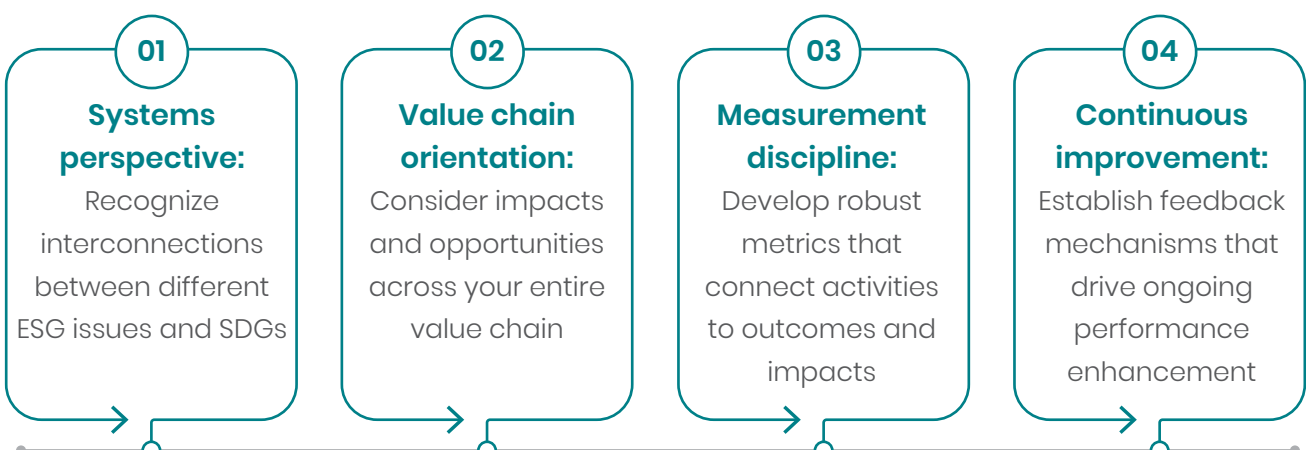 01
Systems
perspective:
Recognize
interconnections
between different
ESG issues and SDGs
02
Value chain
orientation:
Consider impacts
and opportunities
across your entire
value chain
03
Measurement
discipline:
Develop robust
metrics that
connect activities
to outcomes and
impacts
04
Continuous
improvement:
Establish feedback
mechanisms that
drive ongoing
performance
enhancement